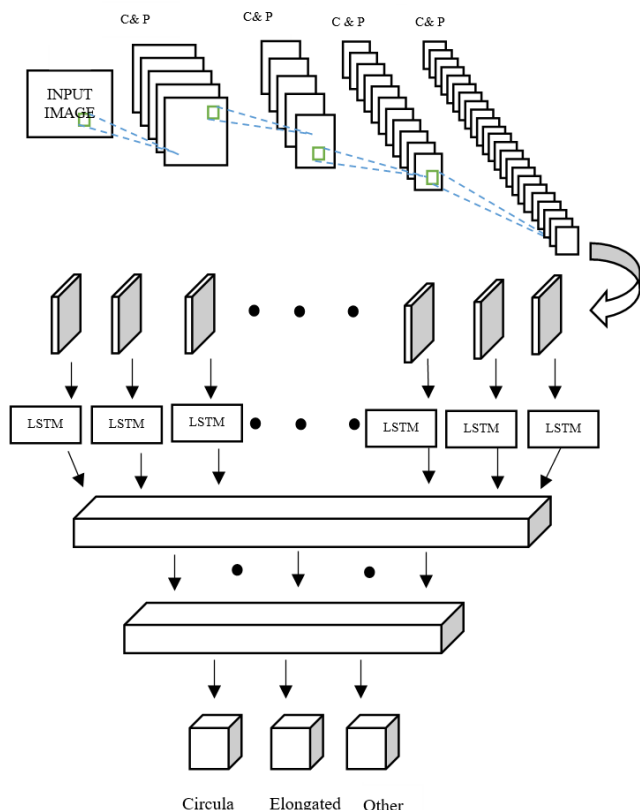 C& P
C& P
C & P
C& P
INPUT
IMAGE
LSTM
LSTM
LSTM
LSTM
LSTM
LSTM
Circula
Elongated
Other